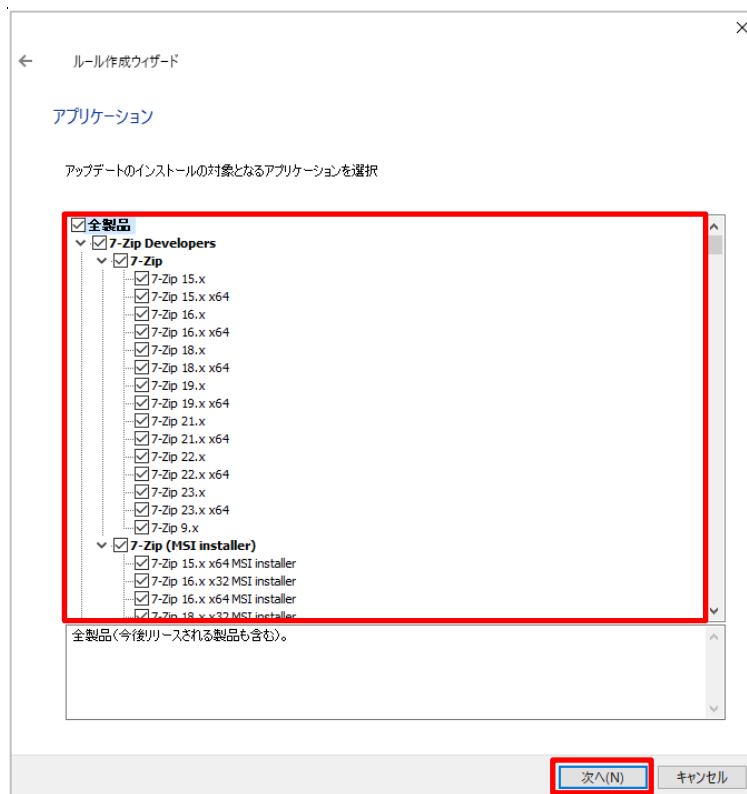 ルール作成ウィザード
アプリケーション
アップデートのインストールの対象となるアプリケーションを選択
全製品
7-Zip Developers
7-Zip
7-Zip 15.x
7-Zip 15.x x64
7-Zip 16.x
7-Zip 16.x x64
7-Zip 18.x
7-Zip 18.x x64
7-Zip 19.x
7-Zip 19.x x64
7-Zip 21.x
7-Zip 21.x x64
7-Zip 22.x
7-Zip 22.x x64
7-Zip 23.x
7-Zip 23.x x64
7-Zip 9.x
7-Zip (MSI installer)
7-Zip 15.x x64 MSI installer
7-Zip 16.x x32 MSI installer
7-Zip 16.x x64 MSI installer
7-Zip 18.x x32 MSI installer
全製品(今後リリースされる製品も含む)。
次へ(N) キャンセル